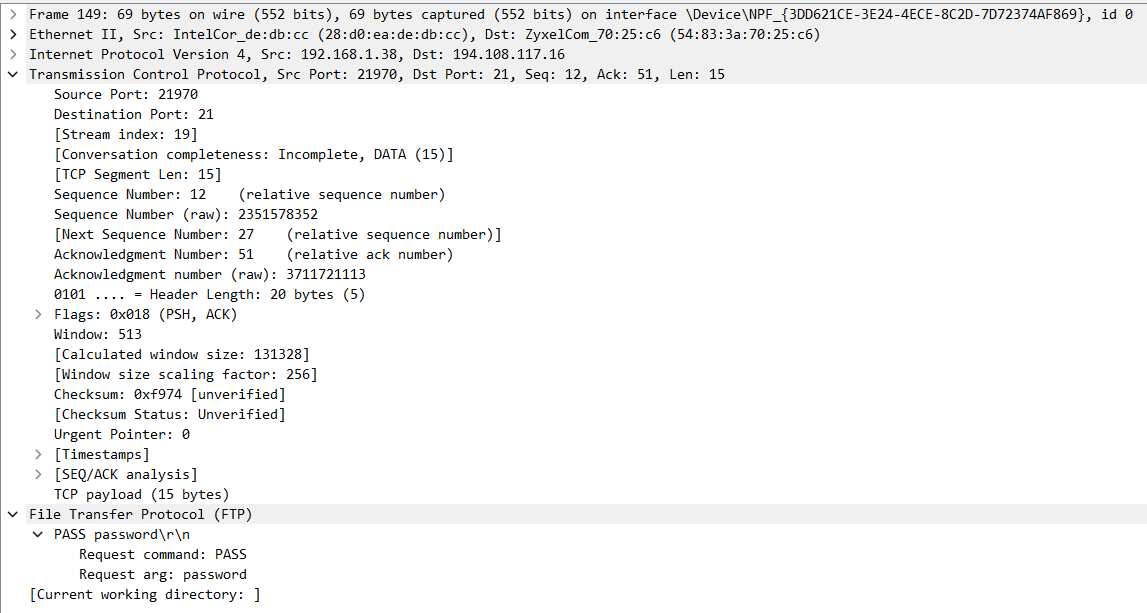 Frame 149: 69 bytes on wire (552 bits), 69 bytes captured (552 bits) on interface \Device\NPF_{3DD621CE-3E24-4ECE-8C2D-7D72374AF869}, id 0
Ethernet II, Src: IntelCor_de:db:cc (28:d0:ea:de:db:cc), Dst: ZyxelCom_70:25:c6 (54:83:3a:70:25:c6)
Internet Protocol Version 4, Src: 192.168.1.38, Dst: 194.108.117.16
Transmission Control Protocol, Src Port: 21970, Dst Port: 21, Seq: 12, Ack: 51, Len: 15
Source Port: 21970
Destination Port: 21
[Stream index: 19]
[Conversation completeness: Incomplete, DATA (15)]
[TCP Segment Len: 15]
Sequence Number: 12    (relative sequence number)
Sequence Number (raw): 2351578352
[Next Sequence Number: 27    (relative sequence number)]
Acknowledgment Number: 51    (relative ack number)
Acknowledgment number (raw): 3711721113
0101 .... = Header Length: 20 bytes (5)
Flags: 0x018 (PSH, ACK)
Window: 513
[Calculated window size: 131328]
[Window size scaling factor: 256]
Checksum: 0xf974 [unverified]
[Checksum Status: Unverified]
Urgent Pointer: 0
[Timestamps]
[SEQ/ACK analysis]
TCP payload (15 bytes)
File Transfer Protocol (FTP)
PASS password\r\n
Request command: PASS
Request arg: password
[Current working directory: ]